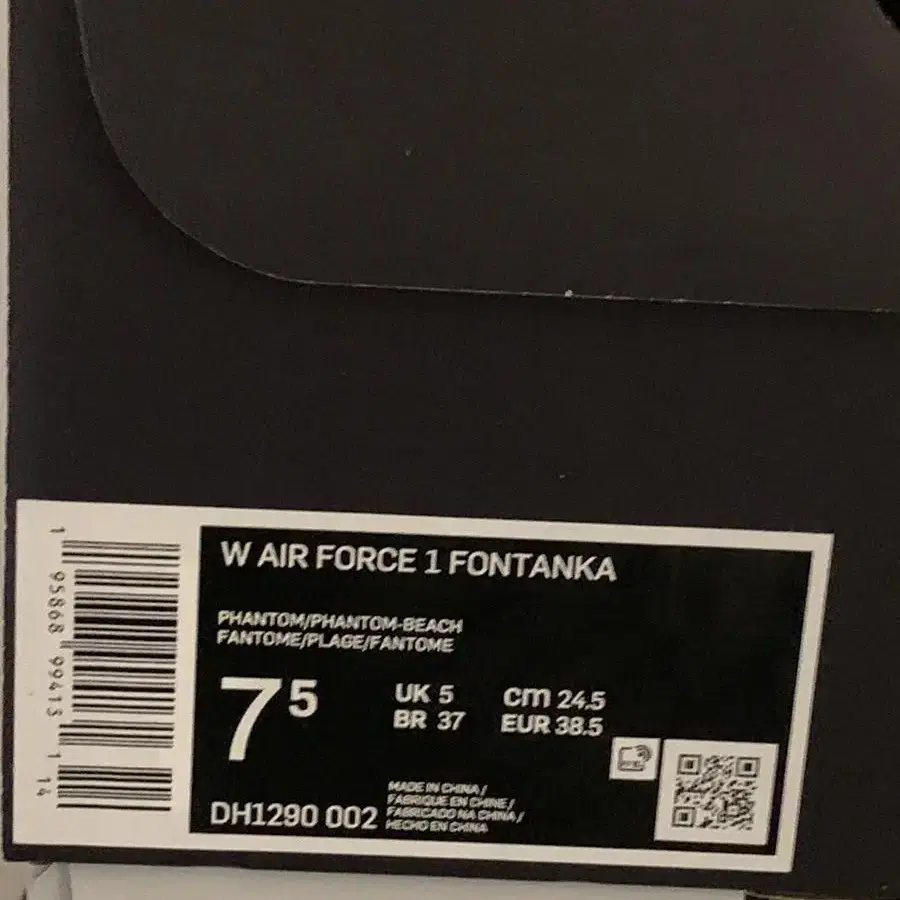 W AIR FORCE 1 FONTANKA
PHANTOM/PHANTOM-BEACH
FANTOME/PLAGE/FANTOME
7 5
UK 5
BR 37
cm 24.5
EUR 38.5
DH1290 002
MADE IN CHINA /
FABRIQUE EN CHINE /
FABRICADO NA CHINA /
HECHO EN CHINA
1 95868 99413 1 14